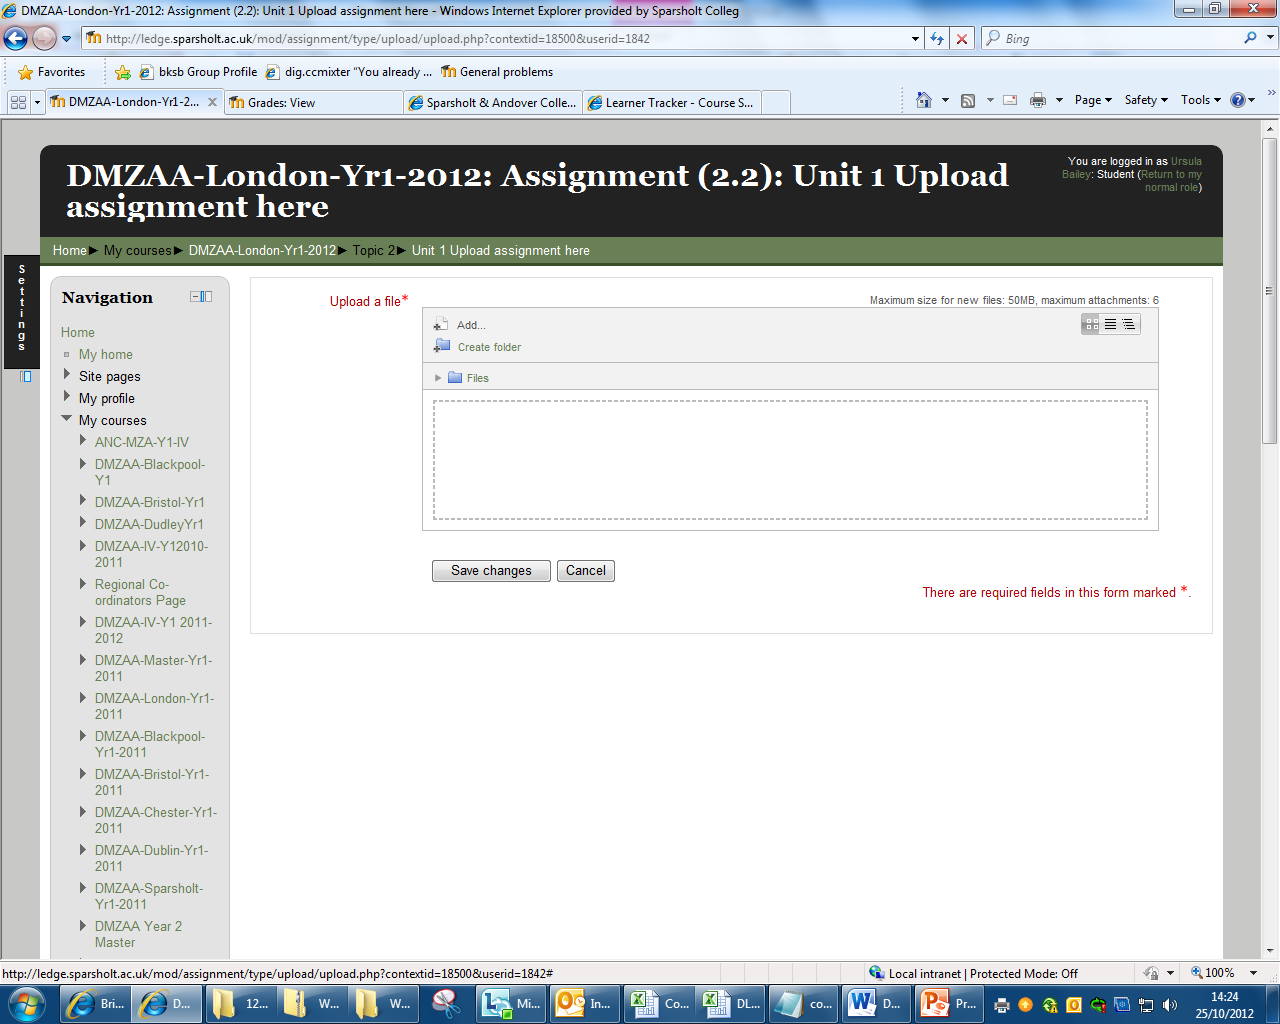 DMZAA-London-Yr1-2012: Assignment (2.2): Unit 1 Upload assignment here - Windows Internet Explorer provided by Sparsholt Colleg
http://ledge.sparsholt.ac.uk/mod/assignment/type/upload/upload.php?contextid=18500&userid=1842
Bing
Favorites
bksb Group Profile
dig.ccmixter "You already ...
General problems
DMZAA-London-Yr1-2...
Grades: View
Sparsholt & Andover Colle...
Learner Tracker - Course S...
Page
Safety
Tools
DMZAA-London-Yr1-2012: Assignment (2.2): Unit 1 Upload
assignment here
You are logged in as Ursula
Bailey: Student (Return to my
normal role)
Home► My courses► DMZAA-London-Yr1-2012► Topic 2► Unit 1 Upload assignment here
Settings
Navigation
Home
My home
Site pages
My profile
My courses
ANC-MZA-Y1-IV
DMZAA-Blackpool-
Y1
DMZAA-Bristol-Yr1
DMZAA-DudleyYr1
DMZAA-IV-Y12010-
2011
Regional Co-
ordinators Page
DMZAA-IV-Y1 2011-
2012
DMZAA-Master-Yr1-
2011
DMZAA-London-Yr1-
2011
DMZAA-Blackpool-
Yr1-2011
DMZAA-Bristol-Yr1-
2011
DMZAA-Chester-Yr1-
2011
DMZAA-Dublin-Yr1-
2011
DMZAA-Sparsholt-
Yr1-2011
DMZAA Year 2
Master
Upload a file*
Maximum size for new files: 50MB, maximum attachments: 6
Add...
Create folder
Files
Save changes
Cancel
There are required fields in this form marked *.
http://ledge.sparsholt.ac.uk/mod/assignment/type/upload/upload.php?contextid=18500&userid=1842#
Local intranet | Protected Mode: Off
100%
Bri...
D...
12...
W...
W...
Mi...
In...
Co...
DL...
co...
D...
Pr...
14:24
25/10/2012